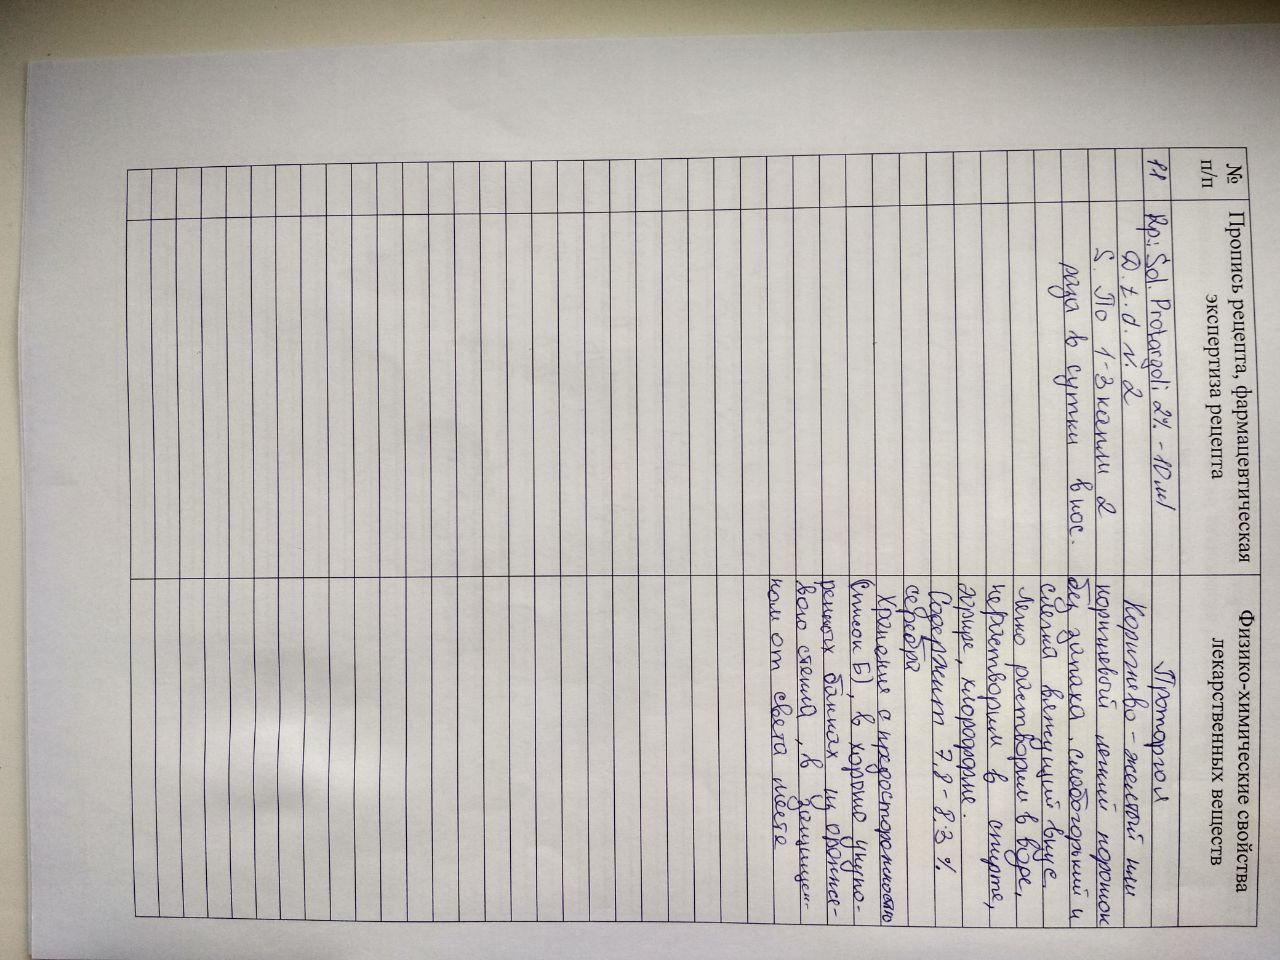 № п/п
Пропись рецепта, фармацевтическая
экспертиза рецепта
Физико-химические свойства
лекарственных веществ
11 Rp.: Sol. Protargoli 2% - 10 ml
D. t. d. N. 2
S. По 1-3 капли 2
раза в сутки в нос.
Протаргол
Коричнево-желтый или
коричневый легкий порошок
без запаха, слабогорький и
слегка вяжущий вкус.
Легко растворим в воде,
нерастворим в спирте,
эфире, хлороформе.
Содержит 7,8 - 8,3 %
серебра
Хранения с предосторожностью
(список Б), в хорошо укупо-
ренных банках из оранже-
вого стекла, в защищен-
ном от света месте